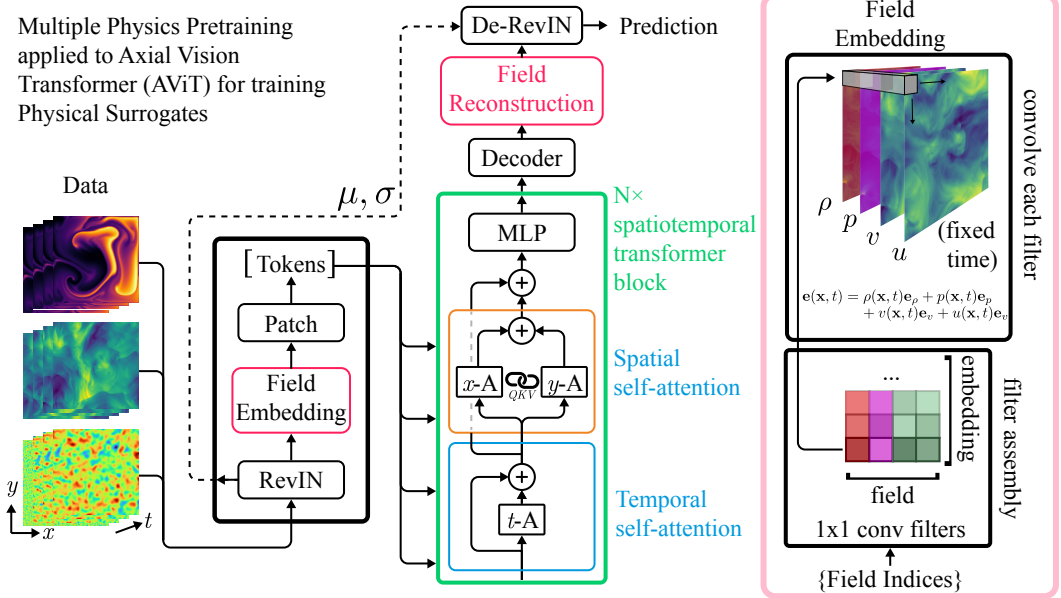 Multiple Physics Pretraining
applied to Axial Vision
Transformer (AViT) for training
Physical Surrogates
Data
y
x
t
μ, σ
[Tokens]
Patch
Field
Embedding
RevIN
De-RevIN
Prediction
Field
Reconstruction
Decoder
N×
spatiotemporal
transformer
block
MLP
+
+
x-A
QKV
y-A
Spatial
self-attention
+
t-A
Temporal
self-attention
Field
Embedding
ρ
p
v
u
(fixed
time)
e(x, t) = ρ(x, t)e_ρ + p(x, t)e_p
+ v(x, t)e_v + u(x, t)e_v
convolve each filter
...
embedding
field
1x1 conv filters
filter assembly
{Field Indices}